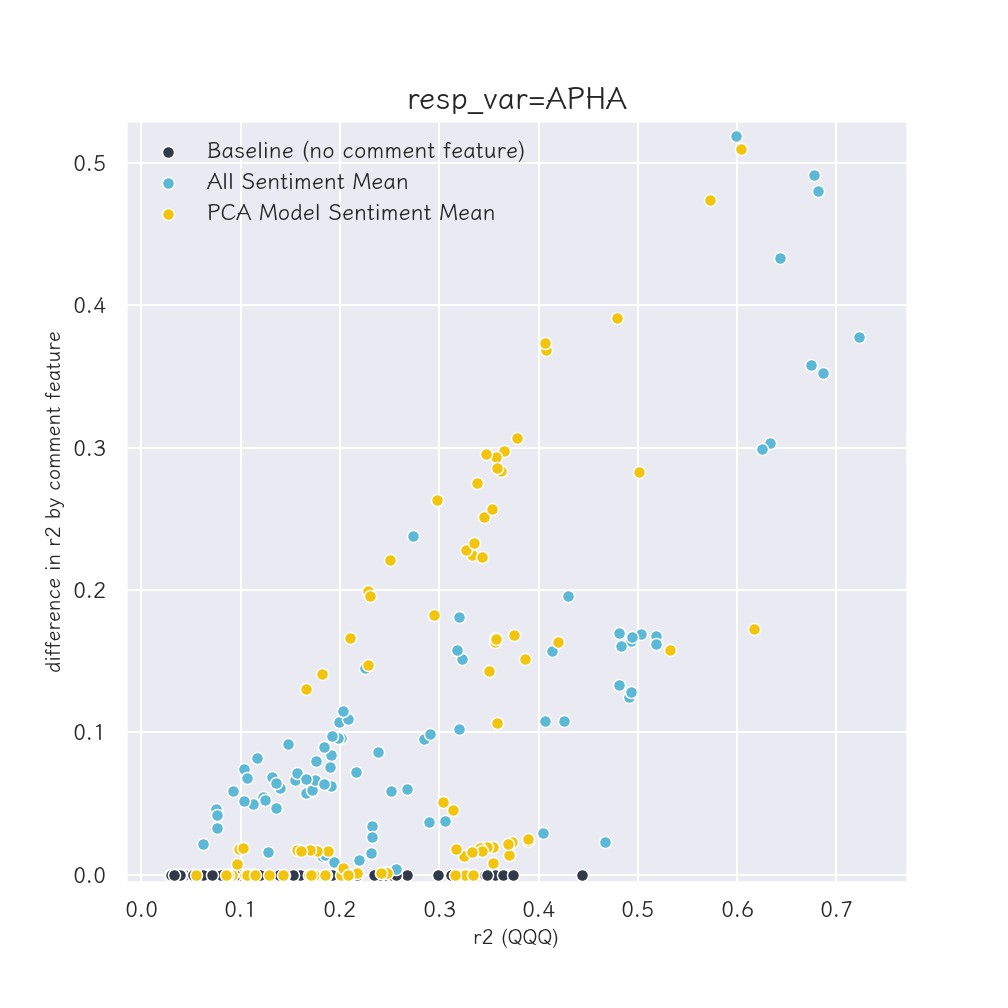 resp_var=APHA
Baseline (no comment feature)
All Sentiment Mean
PCA Model Sentiment Mean
difference in r2 by comment feature
0.5
0.4
0.3
0.2
0.1
0.0
0.0 0.1 0.2 0.3 0.4 0.5 0.6 0.7
r2 (QQQ)